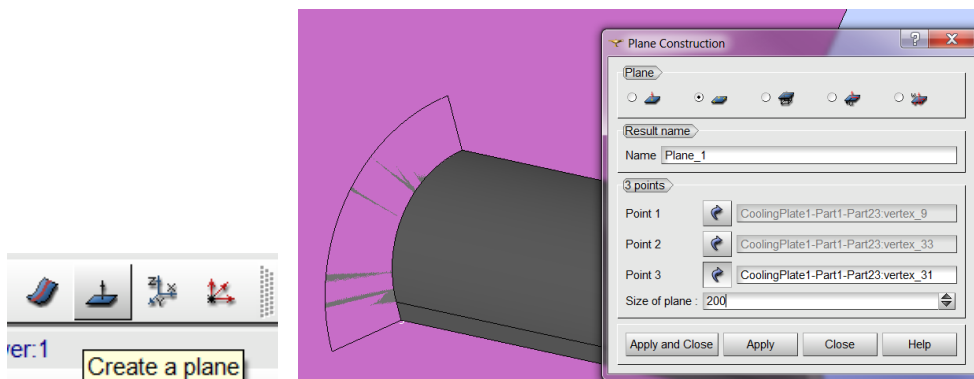 er:1
Create a plane
Plane Construction
Plane
Result name
Name Plane_1
3 points
Point 1 CoolingPlate1-Part1-Part23:vertex_9
Point 2 CoolingPlate1-Part1-Part23:vertex_33
Point 3 CoolingPlate1-Part1-Part23:vertex_31
Size of plane : 200
Apply and Close Apply Close Help